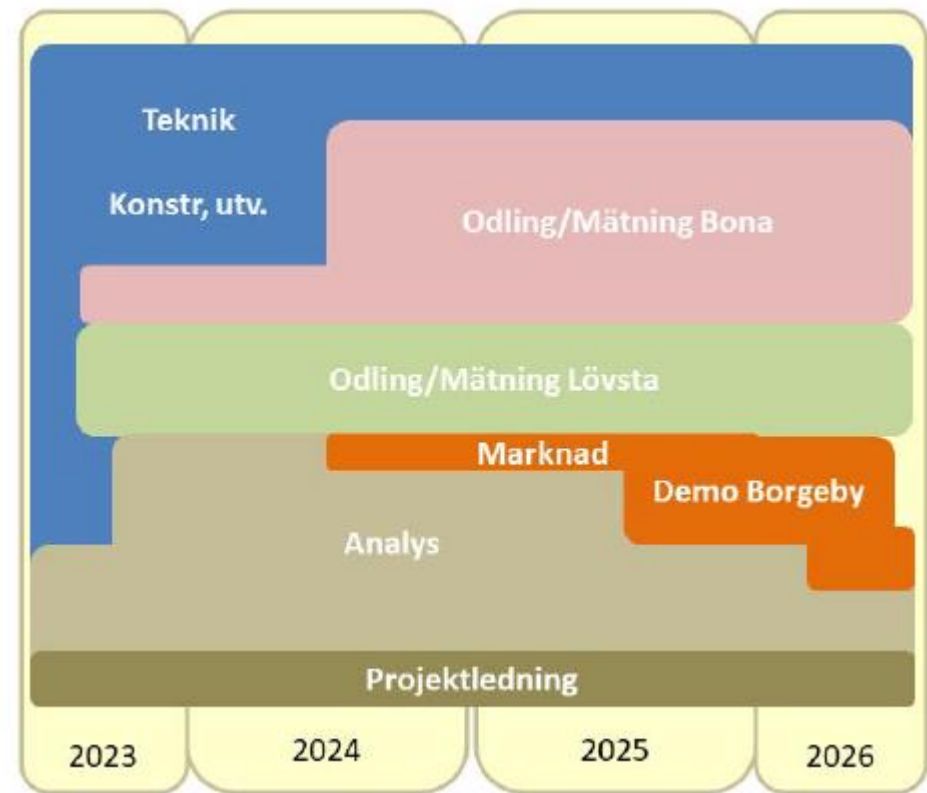 Teknik
Konstr, utv.
Odling/Mätning Bona
Odling/Mätning Lövsta
Marknad
Demo Borgeby
Analys
Projektledning
2023
2024
2025
2026